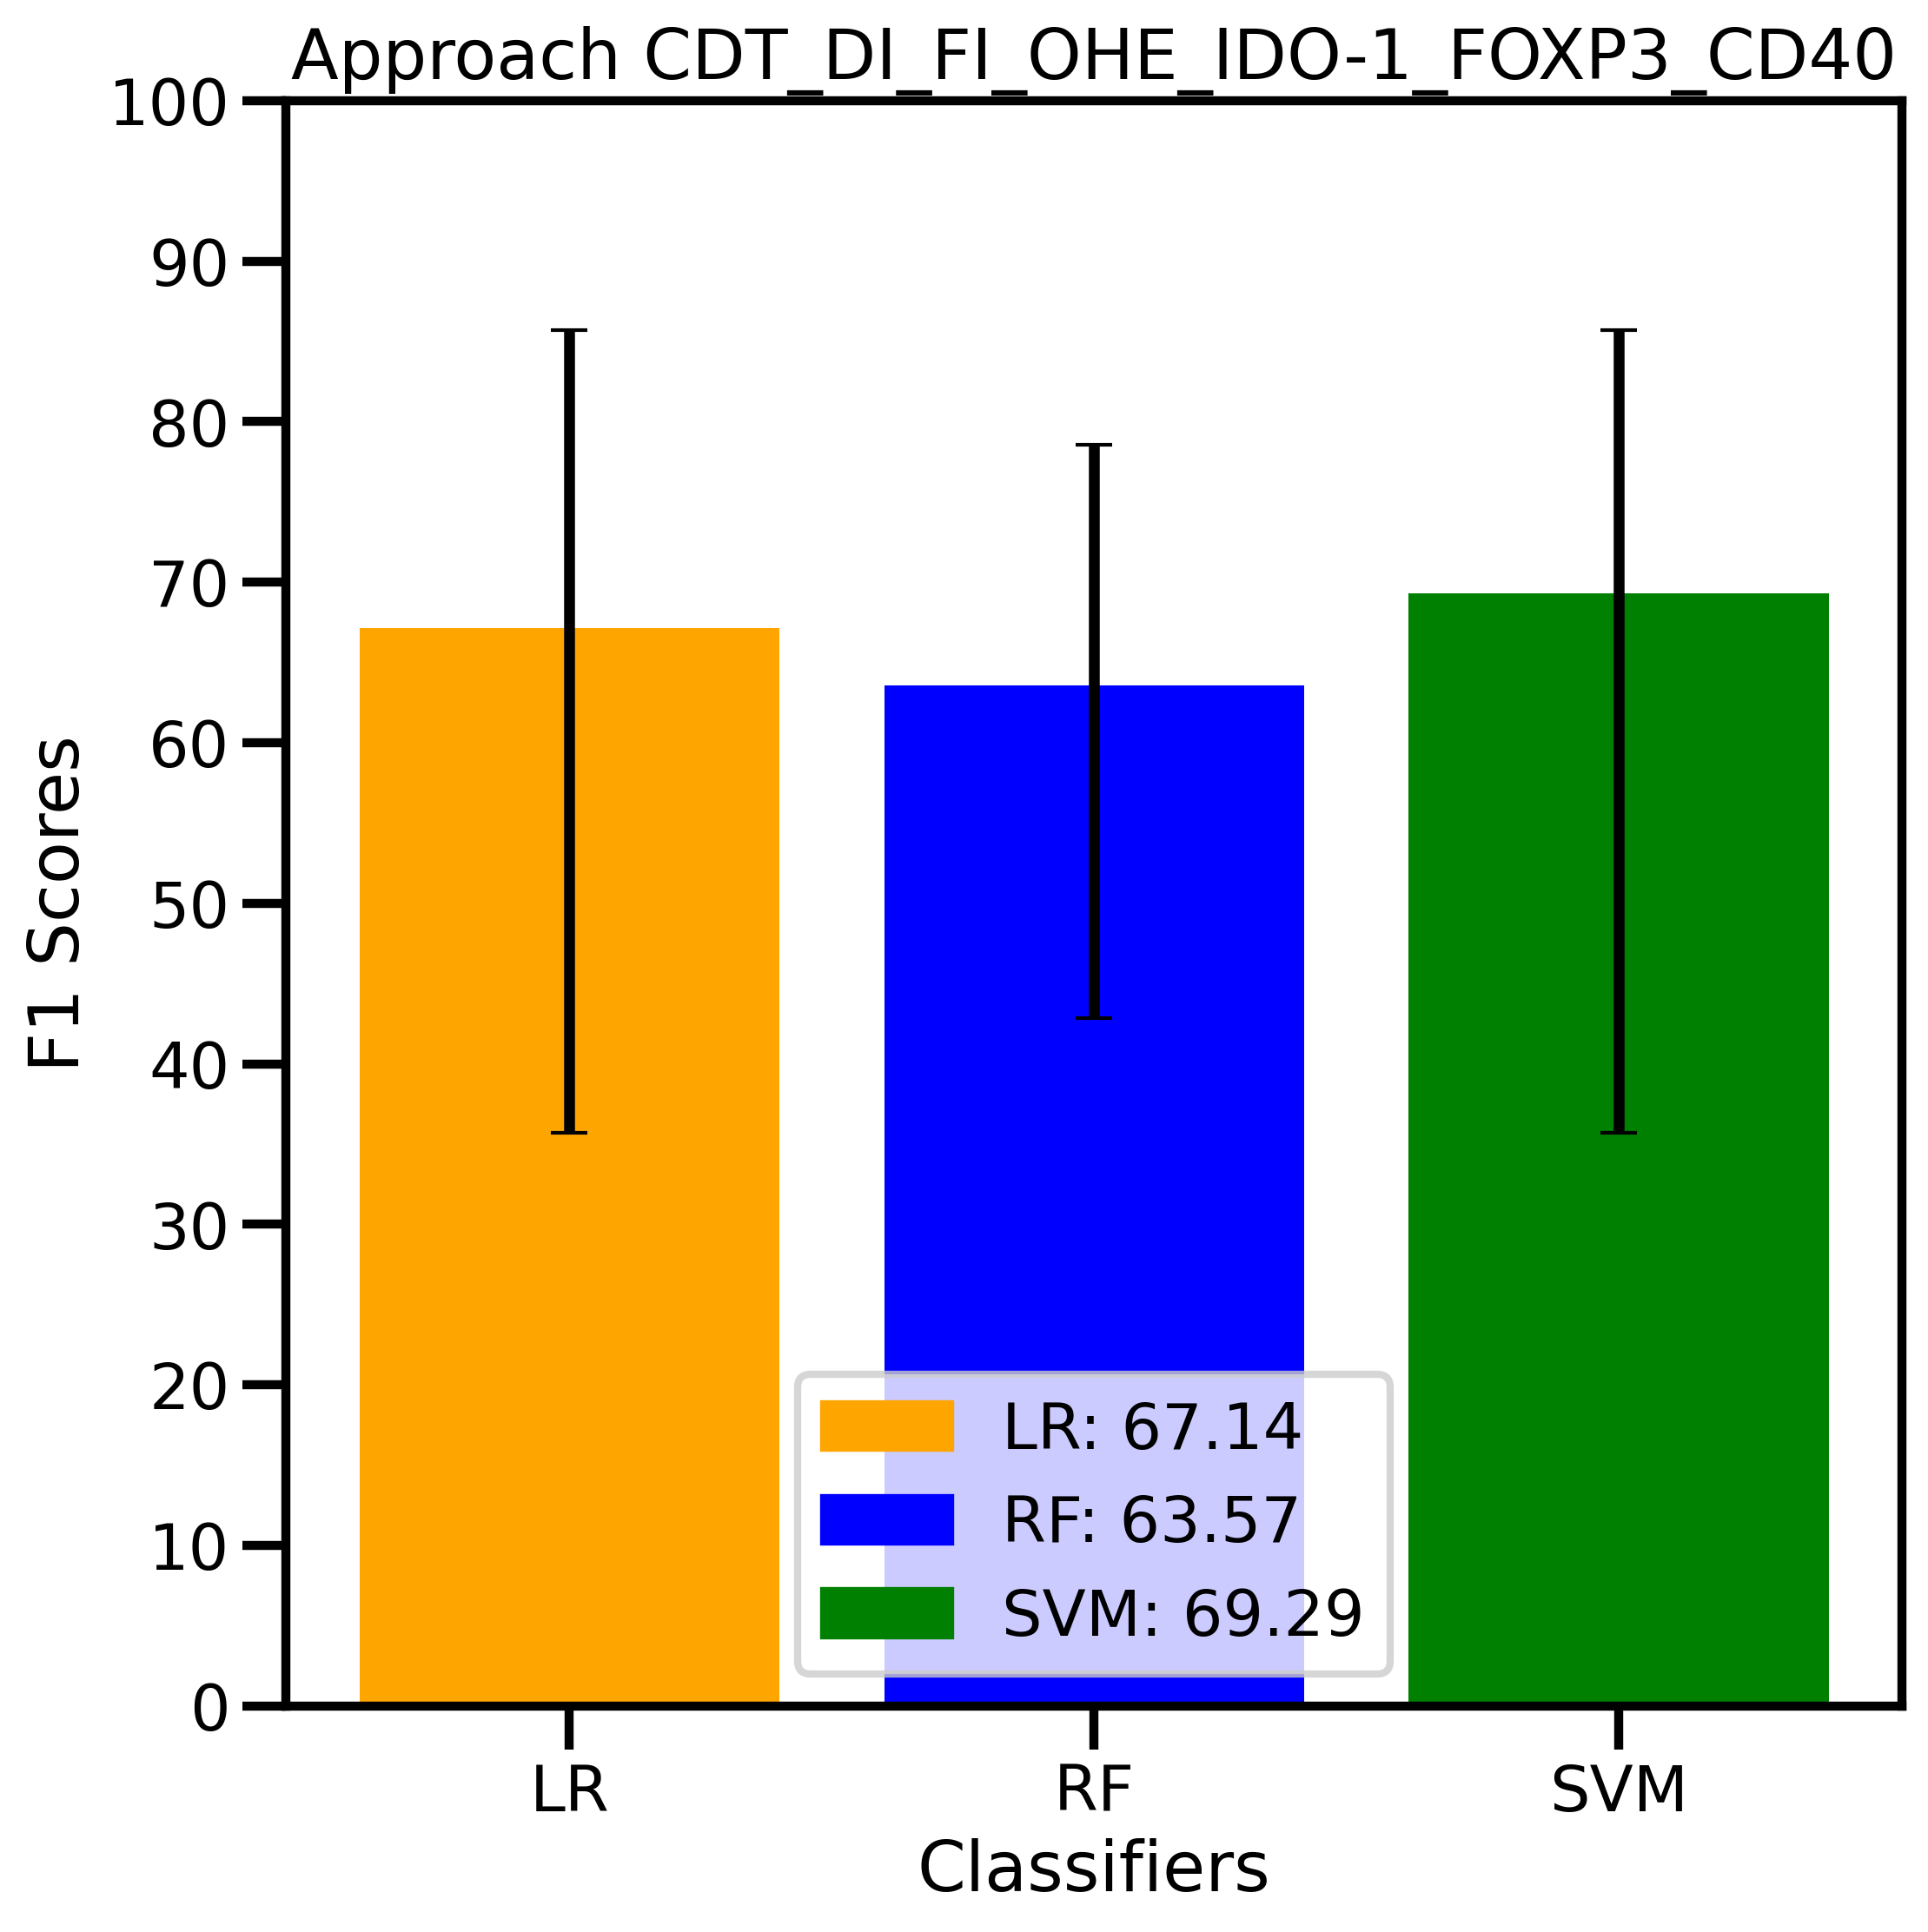 Approach CDT_DI_FI_OHE_IDO-1_FOXP3_CD40
100
90
80
70
60
50
40
30
20
10
0
F1 Scores
LR: 67.14
RF: 63.57
SVM: 69.29
LR
RF
SVM
Classifiers